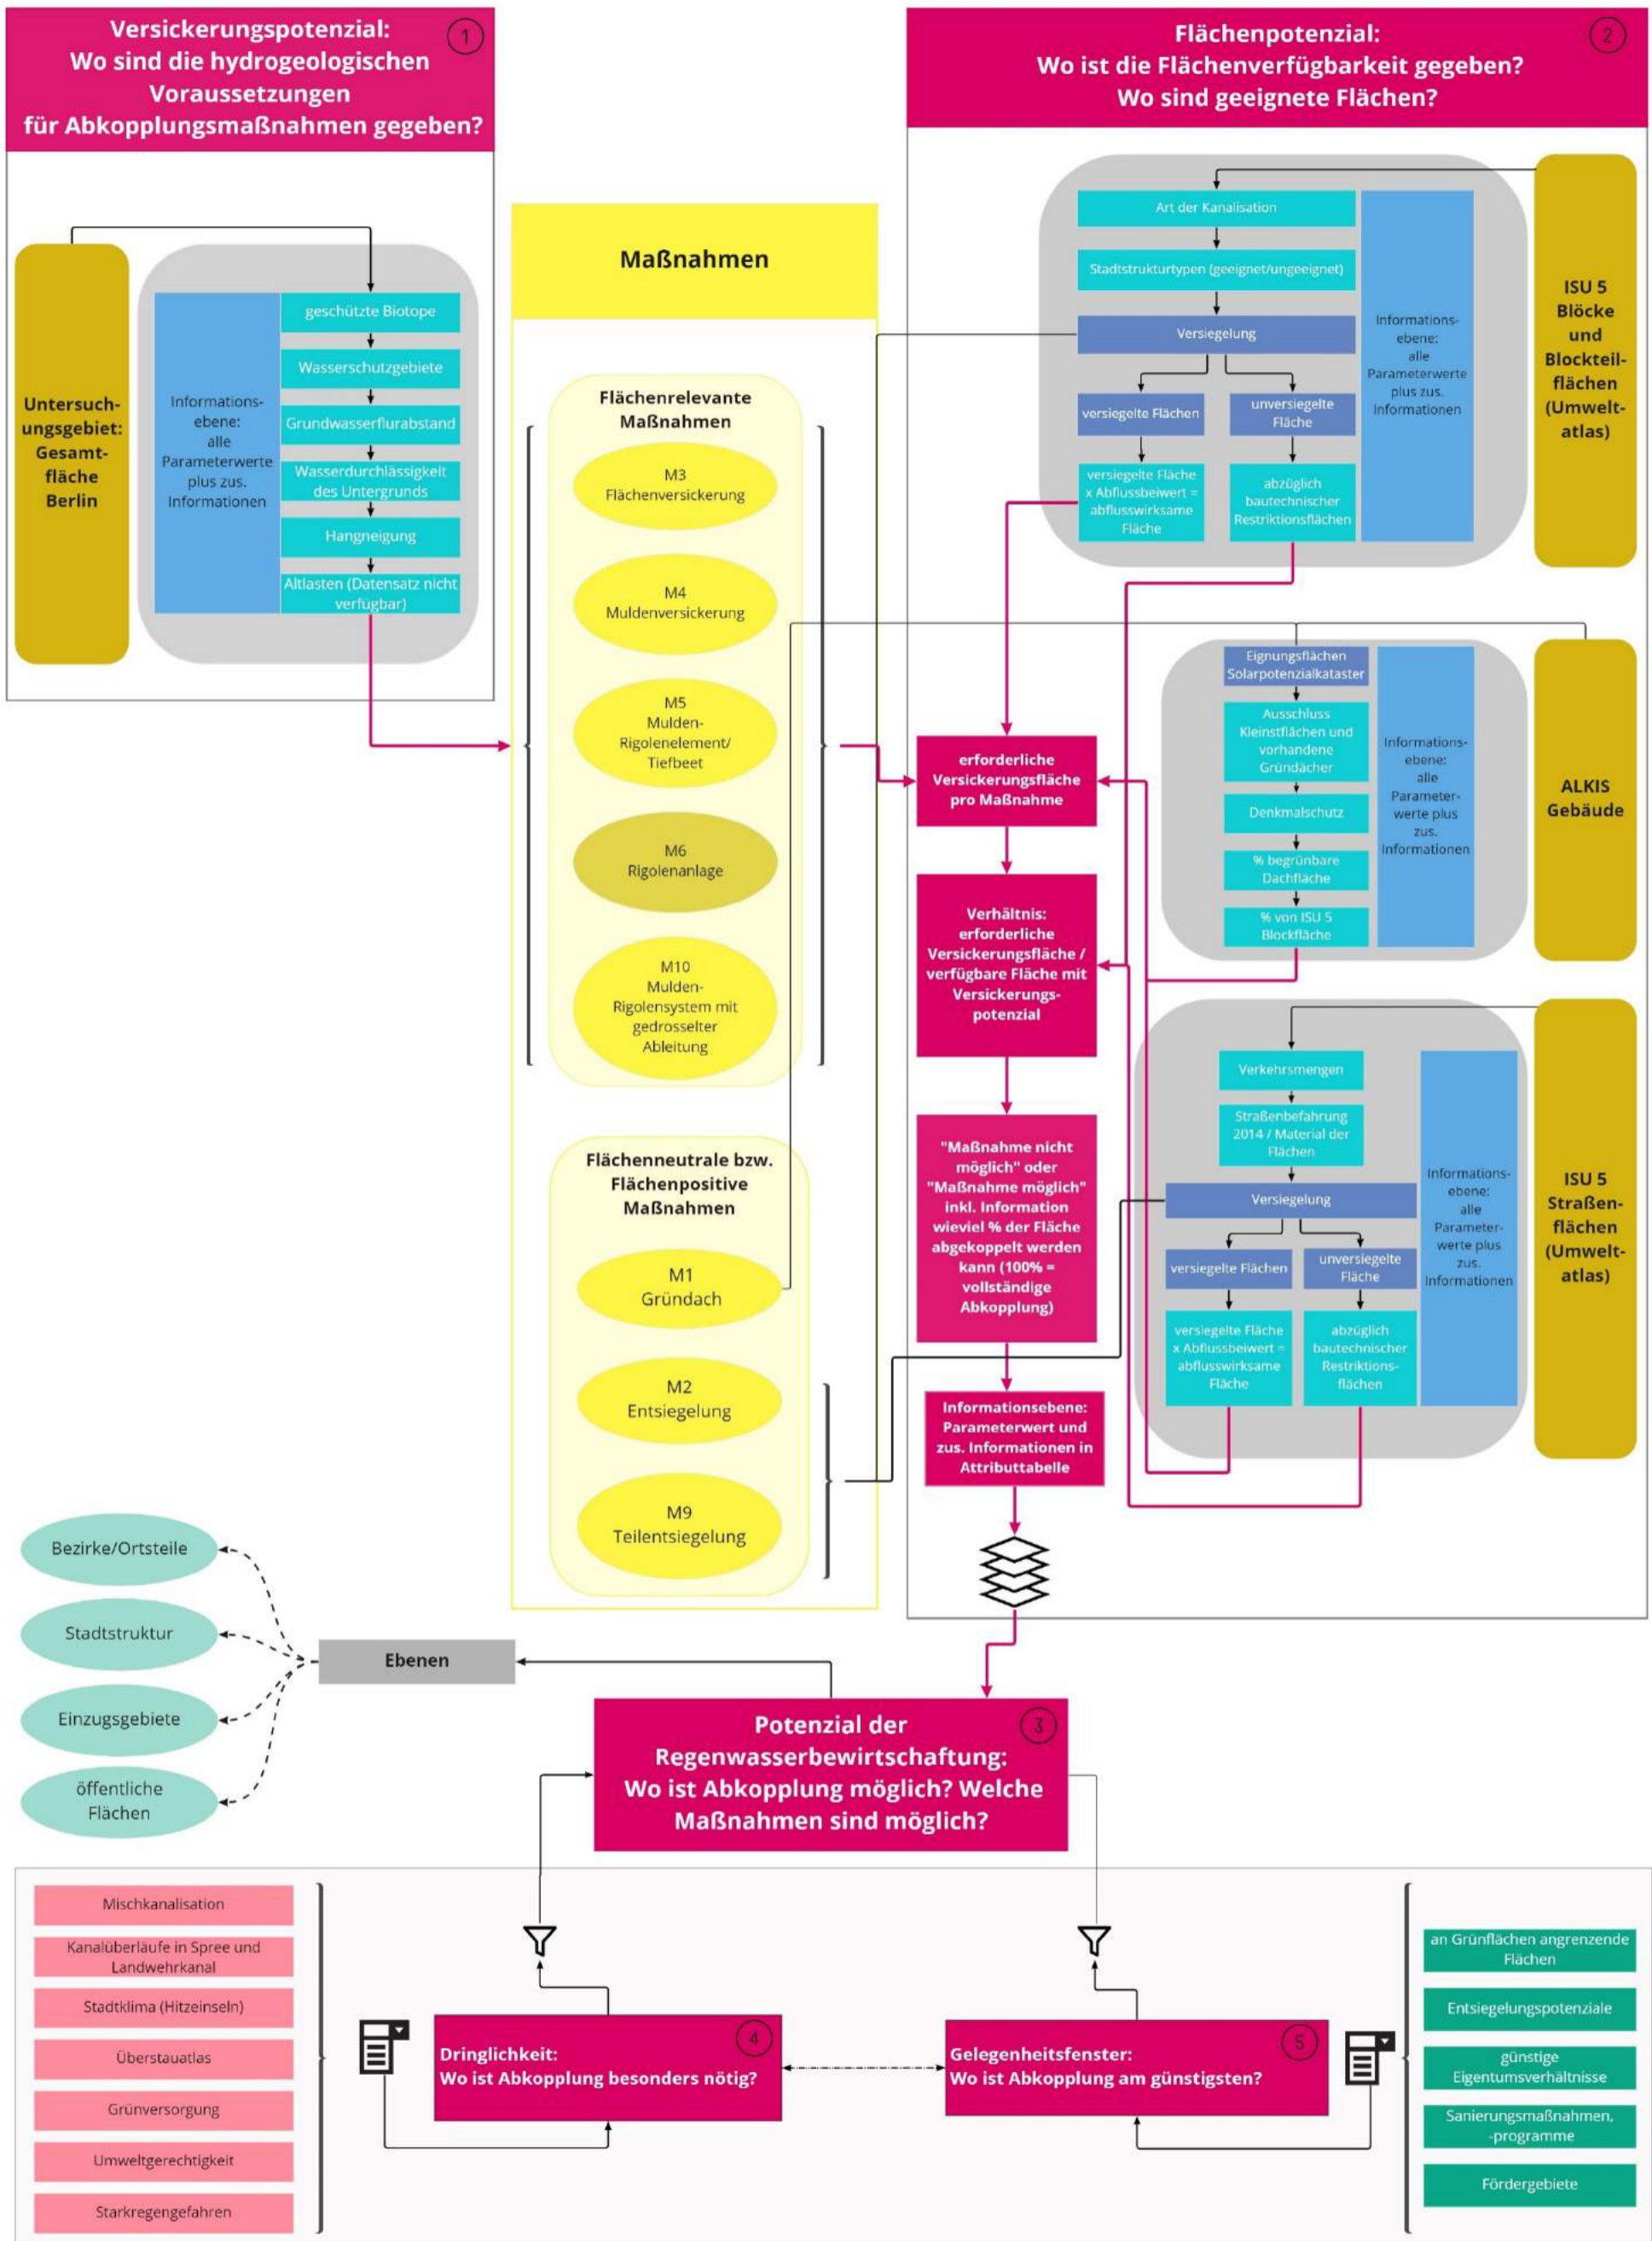 Versickerungspotenzial:
Wo sind die hydrogeologischen
Voraussetzungen
für Abkopplungsmaßnahmen gegeben?
1
Untersuch-
ungsgebiet:
Gesamt-
fläche
Berlin
Informations-
ebene:
alle
Parameterwerte
plus zus.
Informationen
geschützte Biotope
Wasserschutzgebiete
Grundwasserflurabstand
Wasserdurchlässigkeit
des Untergrunds
Hangneigung
Altlasten (Datensatz nicht
verfügbar)
Maßnahmen
Flächenrelevante
Maßnahmen
M3
Flächenversickerung
M4
Muldenversickerung
M5
Mulden-
Rigolenelement/
Tiefbeet
M6
Rigolenanlage
M10
Mulden-
Rigolensystem mit
gedrosselter
Ableitung
Flächenneutrale bzw.
Flächenpositive
Maßnahmen
M1
Gründach
M2
Entsiegelung
M9
Teilentsiegelung
Flächenpotenzial:
Wo ist die Flächenverfügbarkeit gegeben?
Wo sind geeignete Flächen?
2
Art der Kanalisation
Stadtstrukturtypen (geeignet/ungeeignet)
Versiegelung
versiegelte Flächen
unversiegelte
Fläche
versiegelte Fläche
x Abflussbeiwert =
abflusswirksame
Fläche
abzüglich
bautechnischer
Restriktionsflächen
Informations-
ebene:
alle
Parameterwerte
plus zus.
Informationen
ISU 5
Blöcke
und
Blockteil-
flächen
(Umwelt-
atlas)
Eignungsflächen
Solarpotenzialkataster
Ausschluss
Kleinstflächen und
vorhandene
Gründächer
Denkmalschutz
% begrünbare
Dachfläche
% von ISU 5
Blockfläche
Informations-
ebene:
alle
Parameter-
werte plus
zus.
Informationen
ALKIS
Gebäude
erforderliche
Versickerungsfläche
pro Maßnahme
Verhältnis:
erforderliche
Versickerungsfläche /
verfügbare Fläche mit
Versickerungs-
potenzial
"Maßnahme nicht
möglich" oder
"Maßnahme möglich"
inkl. Information
wieviel % der Fläche
abgekoppelt werden
kann (100% =
vollständige
Abkopplung)
Informationsebene:
Parameterwert und
zus. Informationen in
Attributtabelle
Verkehrsmengen
Straßenbefahrung
2014 / Material der
Flächen
Versiegelung
versiegelte Flächen
unversiegelte
Fläche
versiegelte Fläche
x Abflussbeiwert =
abflusswirksame
Fläche
abzüglich
bautechnischer
Restriktions-
flächen
Informations-
ebene:
alle
Parameter-
werte plus
zus.
Informationen
ISU 5
Straßen-
flächen
(Umwelt-
atlas)
Bezirke/Ortsteile
Stadtstruktur
Einzugsgebiete
öffentliche
Flächen
Ebenen
Potenzial der
Regenwasserbewirtschaftung:
Wo ist Abkopplung möglich? Welche
Maßnahmen sind möglich?
3
Mischkanalisation
Kanalüberläufe in Spree und
Landwehrkanal
Stadtklima (Hitzeinseln)
Überstauatlas
Grünversorgung
Umweltgerechtigkeit
Starkregengefahren
Dringlichkeit:
Wo ist Abkopplung besonders nötig?
4
Gelegenheitsfenster:
Wo ist Abkopplung am günstigsten?
5
an Grünflächen angrenzende
Flächen
Entsiegelungspotenziale
günstige
Eigentumsverhältnisse
Sanierungsmaßnahmen,
-programme
Fördergebiete